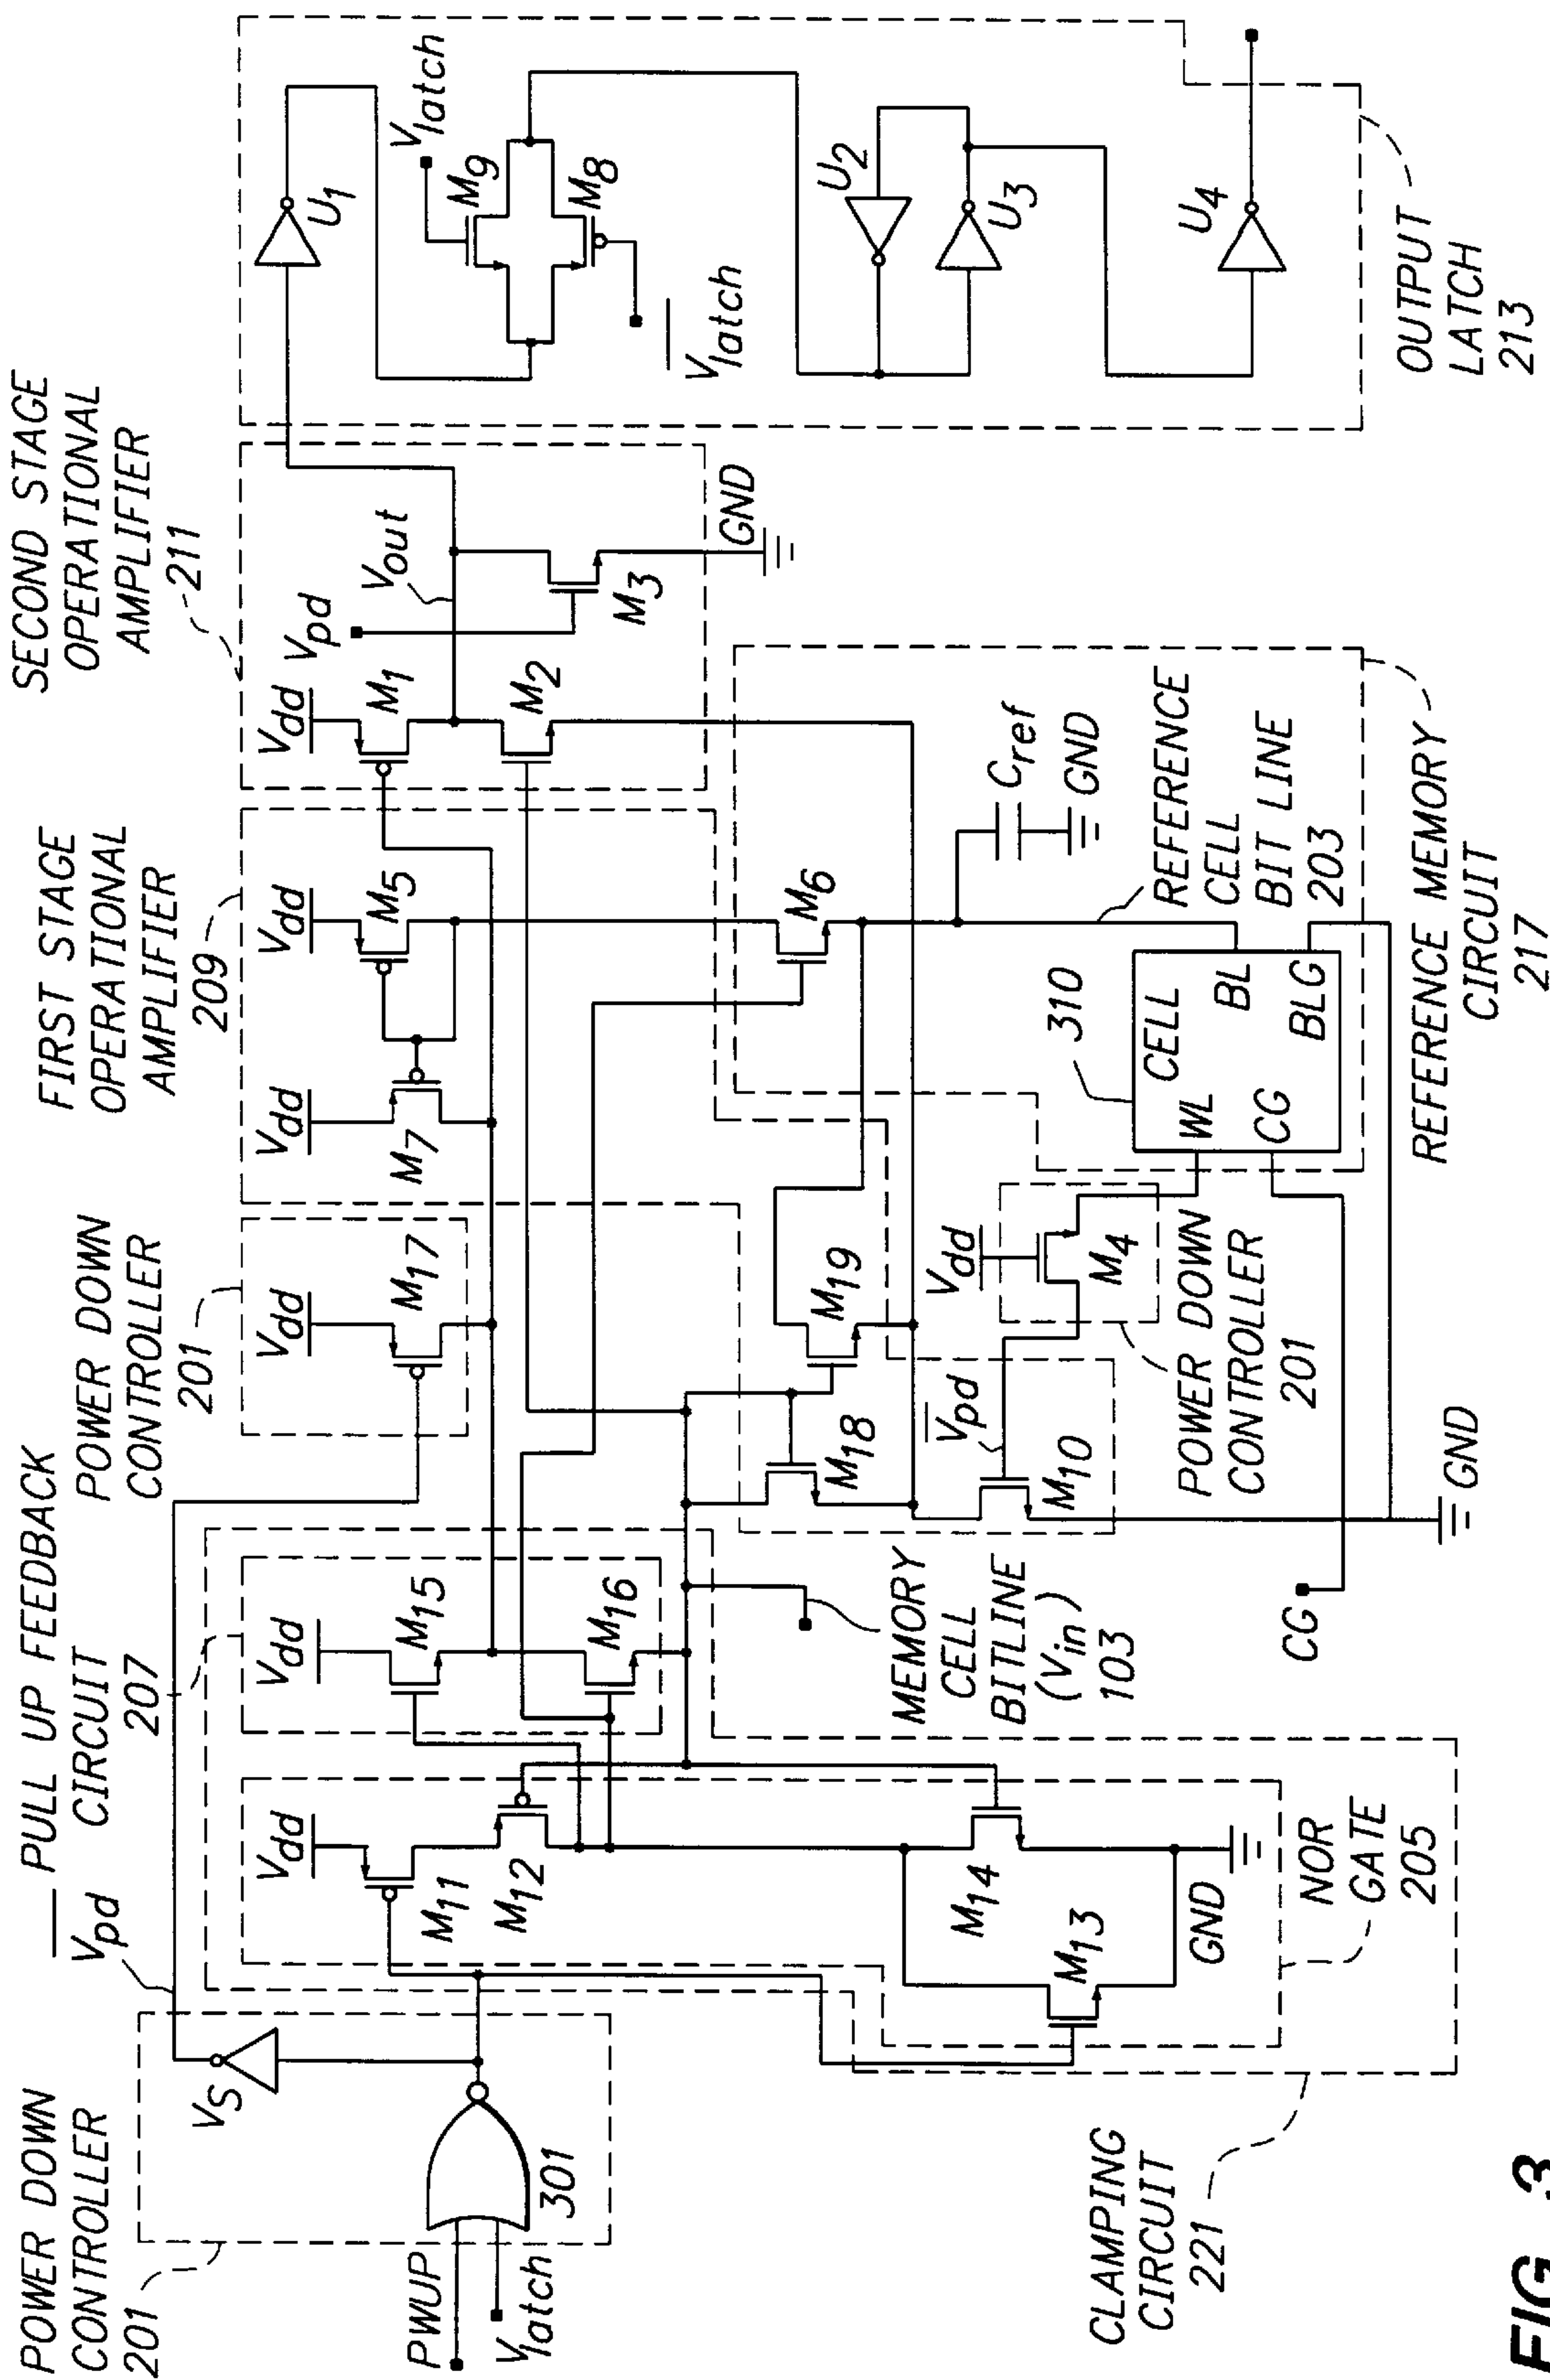 POWER DOWN
CONTROLLER
201
PWUP
Vlatch
301
VS
Vpd
PULL UP FEEDBACK
CIRCUIT
207
POWER DOWN
CONTROLLER
201
FIRST STAGE
OPERATIONAL
AMPLIFIER
209
SECOND STAGE
OPERATIONAL
AMPLIFIER
211
Vdd
M11
M12
Vdd
M15
M16
Vdd
M17
Vdd
M7
Vdd
M5
Vdd
M1
M2
Vpd
Vout
M3
GND
U1
Vlatch
M9
M8
Vlatch
U2
U3
U4
OUTPUT
LATCH
213
M14
M13
GND
NOR
GATE
205
CLAMPING
CIRCUIT
221
MEMORY
CELL
BITLINE
(Vin)
103
M18
M19
Vpd
M10
GND
CG
Vdd
M4
POWER DOWN
CONTROLLER
201
M6
Cref
GND
REFERENCE
CELL
BIT LINE
203
310
CELL
WL
BL
CG
BLG
REFERENCE MEMORY
CIRCUIT
217
FIG. 3